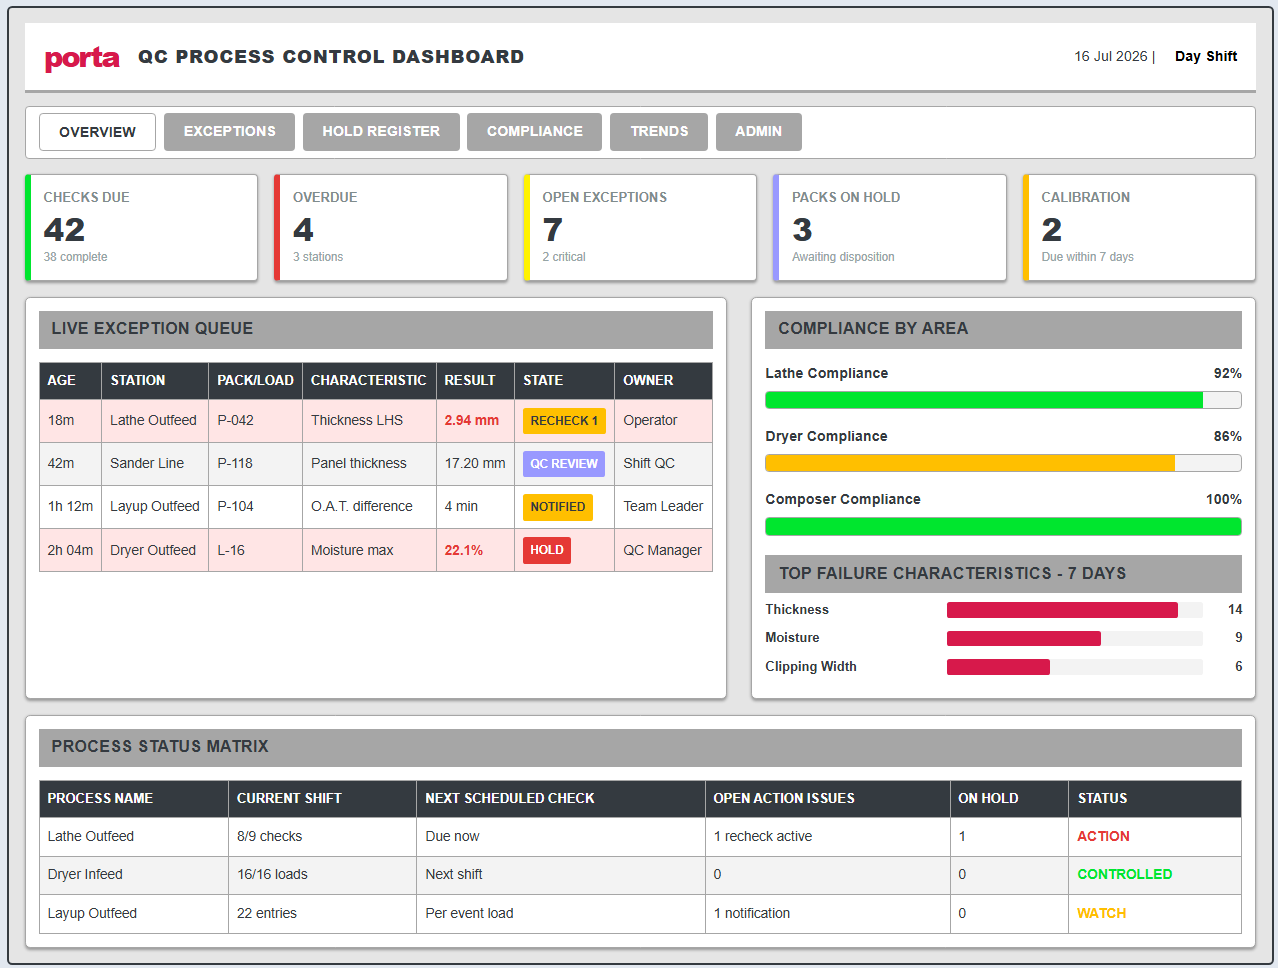 porta QC PROCESS CONTROL DASHBOARD 16 Jul 2026 | Day Shift
OVERVIEW EXCEPTIONS HOLD REGISTER COMPLIANCE TRENDS ADMIN
CHECKS DUE
42
38 complete
OVERDUE
4
3 stations
OPEN EXCEPTIONS
7
2 critical
PACKS ON HOLD
3
Awaiting disposition
CALIBRATION
2
Due within 7 days
LIVE EXCEPTION QUEUE
AGE STATION PACK/LOAD CHARACTERISTIC RESULT STATE OWNER
18m Lathe Outfeed P-042 Thickness LHS 2.94 mm RECHECK 1 Operator
42m Sander Line P-118 Panel thickness 17.20 mm QC REVIEW Shift QC
1h 12m Layup Outfeed P-104 O.A.T. difference 4 min NOTIFIED Team Leader
2h 04m Dryer Outfeed L-16 Moisture max 22.1% HOLD QC Manager
COMPLIANCE BY AREA
Lathe Compliance 92%
Dryer Compliance 86%
Composer Compliance 100%
TOP FAILURE CHARACTERISTICS - 7 DAYS
Thickness 14
Moisture 9
Clipping Width 6
PROCESS STATUS MATRIX
PROCESS NAME CURRENT SHIFT NEXT SCHEDULED CHECK OPEN ACTION ISSUES ON HOLD STATUS
Lathe Outfeed 8/9 checks Due now 1 recheck active 1 ACTION
Dryer Infeed 16/16 loads Next shift 0 0 CONTROLLED
Layup Outfeed 22 entries Per event load 1 notification 0 WATCH